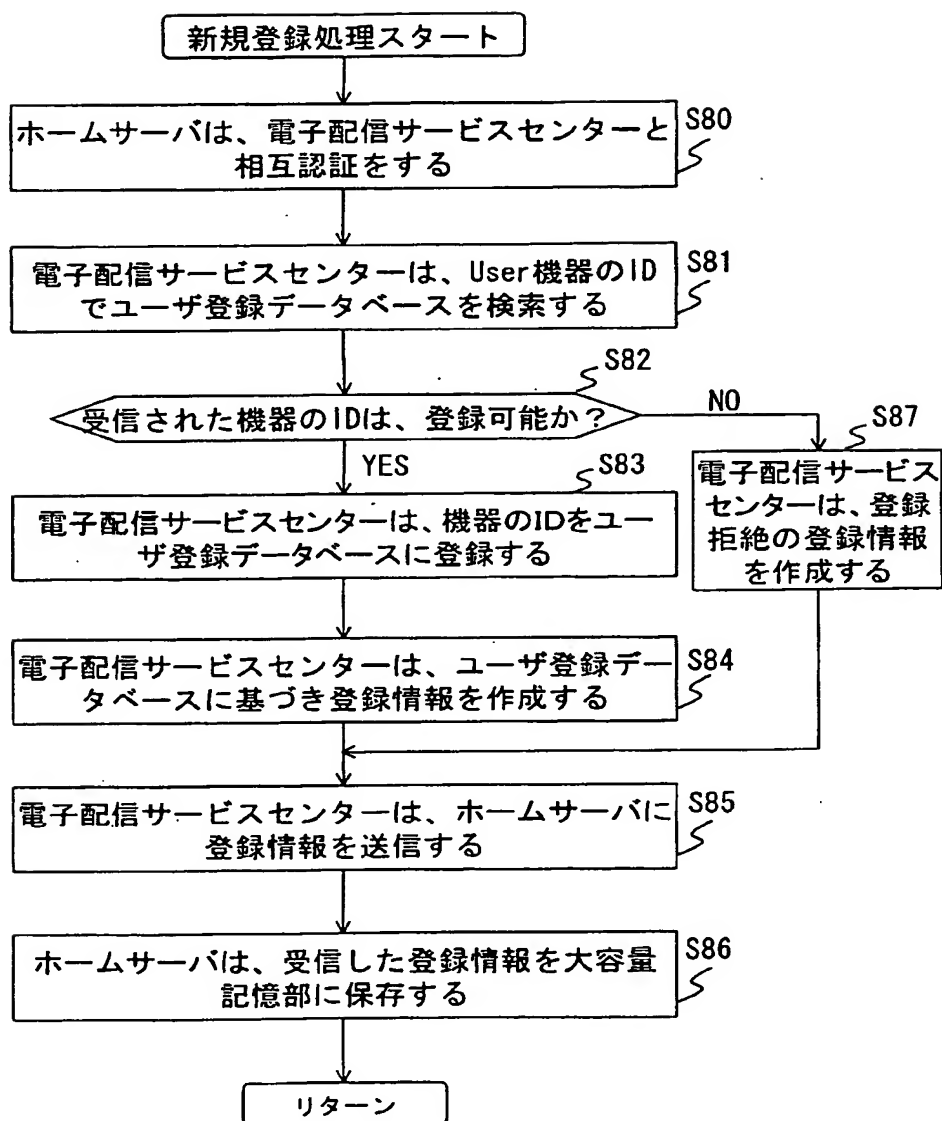 新規登録処理スタート
S80
ホームサーバは、電子配信サービスセンターと
相互認証をする
S81
電子配信サービスセンターは、User機器のID
でユーザ登録データベースを検索する
S82
受信された機器のIDは、登録可能か？
NO
YES
S87
電子配信サービス
センターは、登録
拒絶の登録情報
を作成する
S83
電子配信サービスセンターは、機器のIDをユー
ザ登録データベースに登録する
S84
電子配信サービスセンターは、ユーザ登録デー
タベースに基づき登録情報を作成する
S85
電子配信サービスセンターは、ホームサーバに
登録情報を送信する
S86
ホームサーバは、受信した登録情報を大容量
記憶部に保存する
リターン